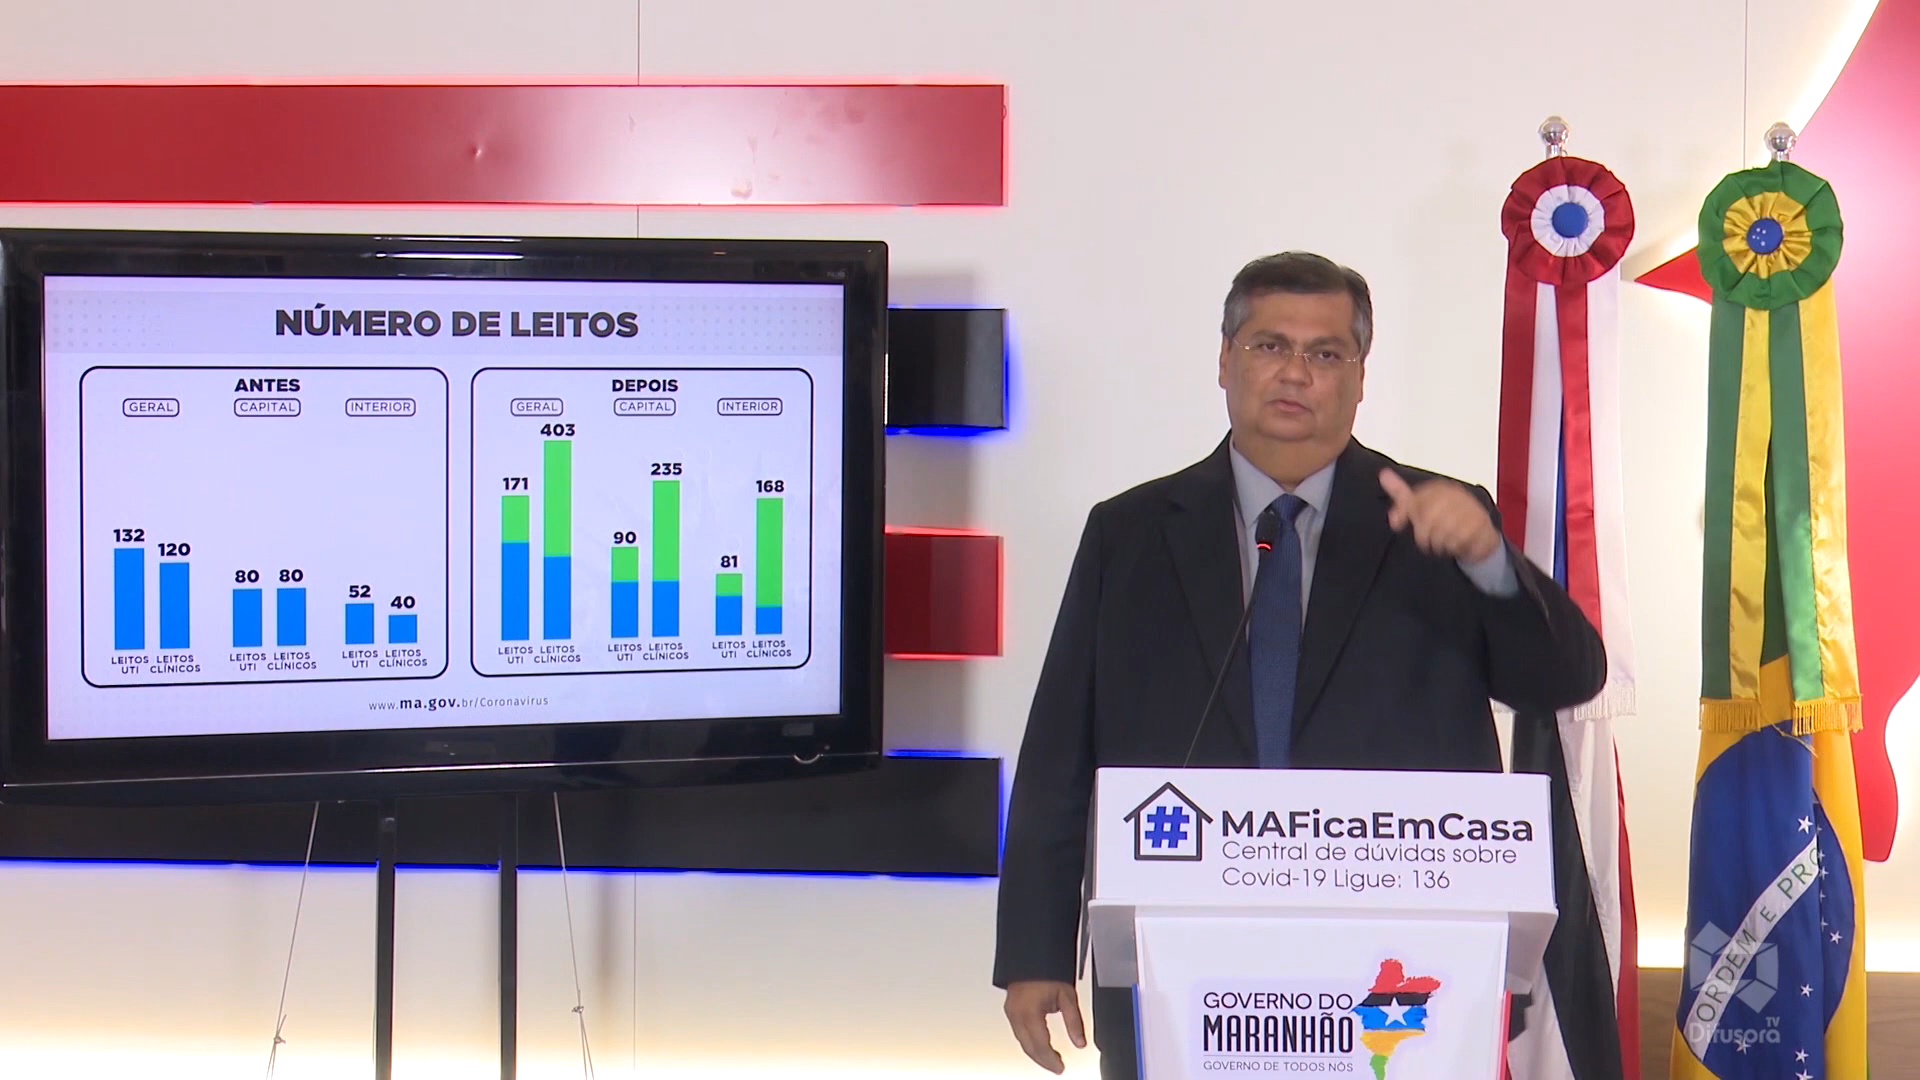 NÚMERO DE LEITOS
ANTES
GERAL CAPITAL INTERIOR
132 120 80 80 52 40
LEITOS UTI
LEITOS CLÍNICOS
LEITOS UTI
LEITOS CLÍNICOS
LEITOS UTI
LEITOS CLÍNICOS
DEPOIS
GERAL CAPITAL INTERIOR
171 403 90 235 81 168
LEITOS UTI
LEITOS CLÍNICOS
LEITOS UTI
LEITOS CLÍNICOS
LEITOS UTI
LEITOS CLÍNICOS
www.ma.gov.br/Coronavirus
#MAFicaEmCasa
Central de dúvidas sobre
Covid-19 Ligue: 136
GOVERNO DO
MARANHÃO
GOVERNO DE TODOS NÓS
ORDEM E PRO
TV
Difusora